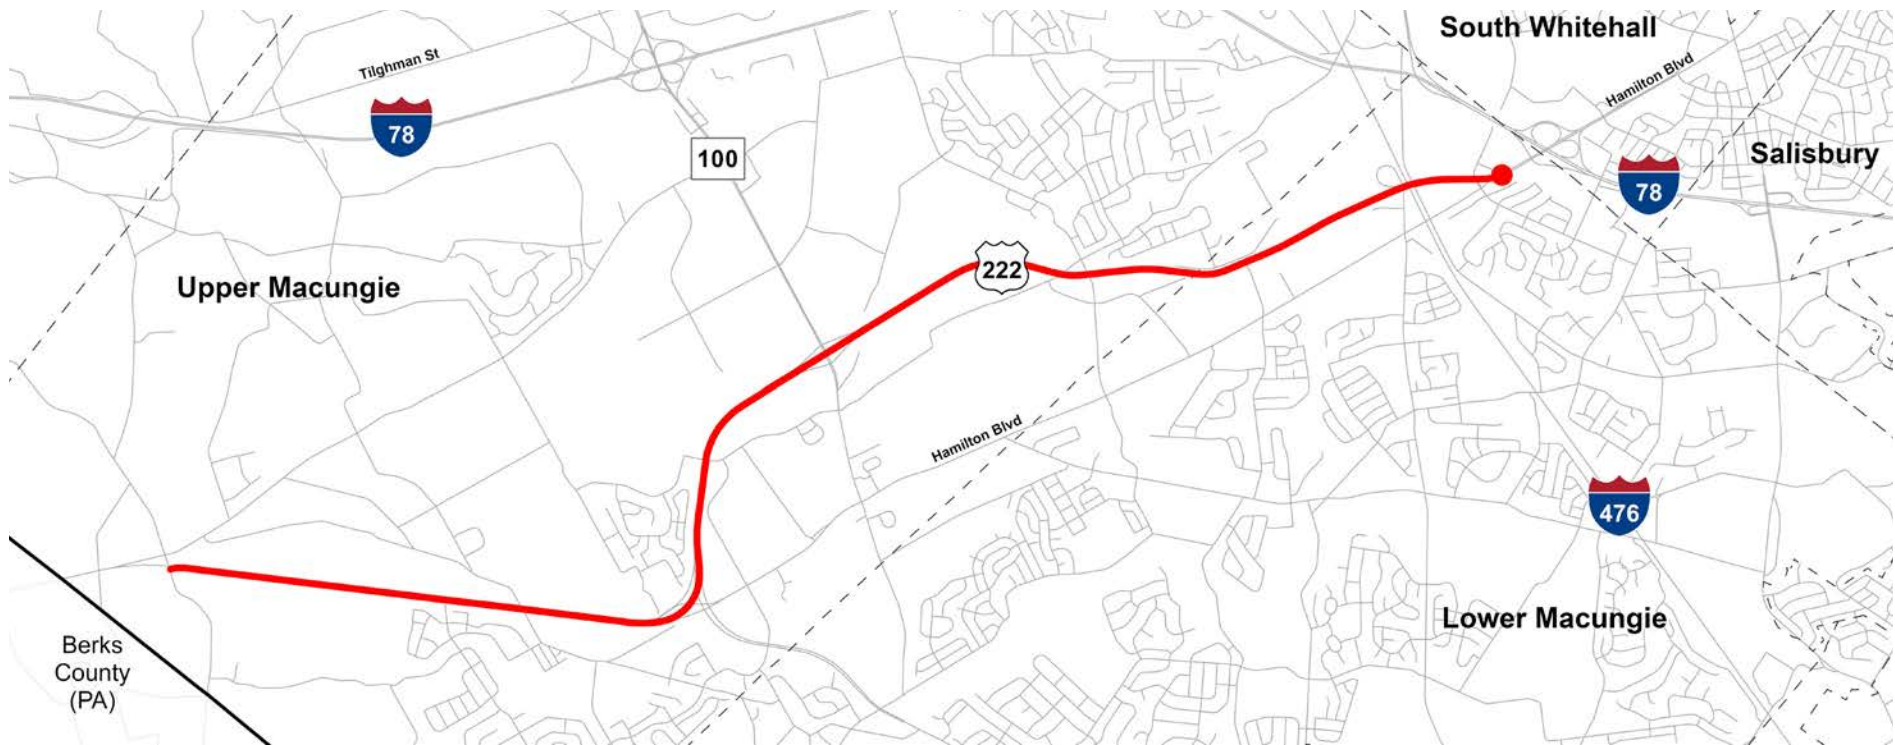 South Whitehall
Tilghman St
Hamilton Blvd
78
100
Salisbury
78
222
Upper Macungie
Hamilton Blvd
476
Lower Macungie
Berks
County
(PA)